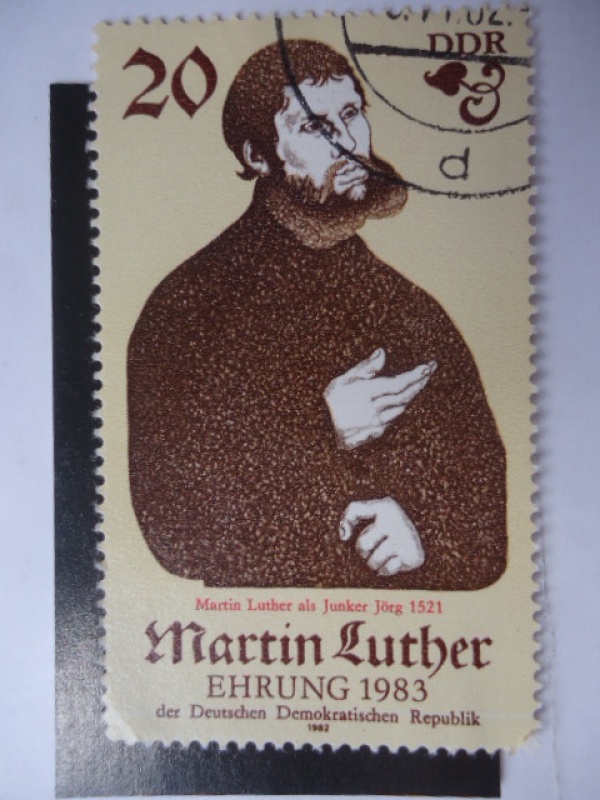 20
DDR
d
Martin Luther als Junker Jörg 1521
Martin Luther
EHRUNG 1983
der Deutschen Demokratischen Republik
1982